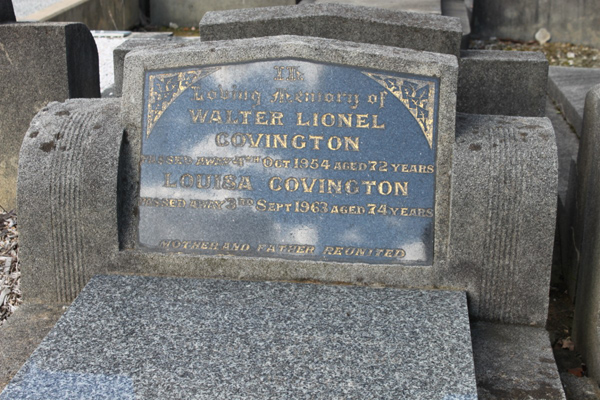 In
Loving Memory of
WALTER LIONEL
COVINGTON
PASSED AWAY 4TH OCT 1954 AGED 72 YEARS
LOUISA COVINGTON
PASSED AWAY 3RD SEPT 1963 AGED 74 YEARS
MOTHER AND FATHER REUNITED